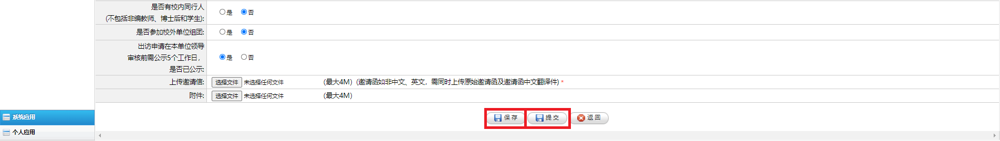 是否有校内同行人
(不包括非编教师、博士后和学生):
是 否
是否参加校外单位组团:
是 否
出访申请在本单位领导
审核前需公示5个工作日，
是否已公示:
是 否
上传邀请信:
选择文件 未选择任何文件 (最大4M) (邀请函如非中文、英文，需同时上传原始邀请函及邀请函中文翻译件) *
附件:
选择文件 未选择任何文件 (最大4M)
系统应用
个人应用
保存 提交 返回